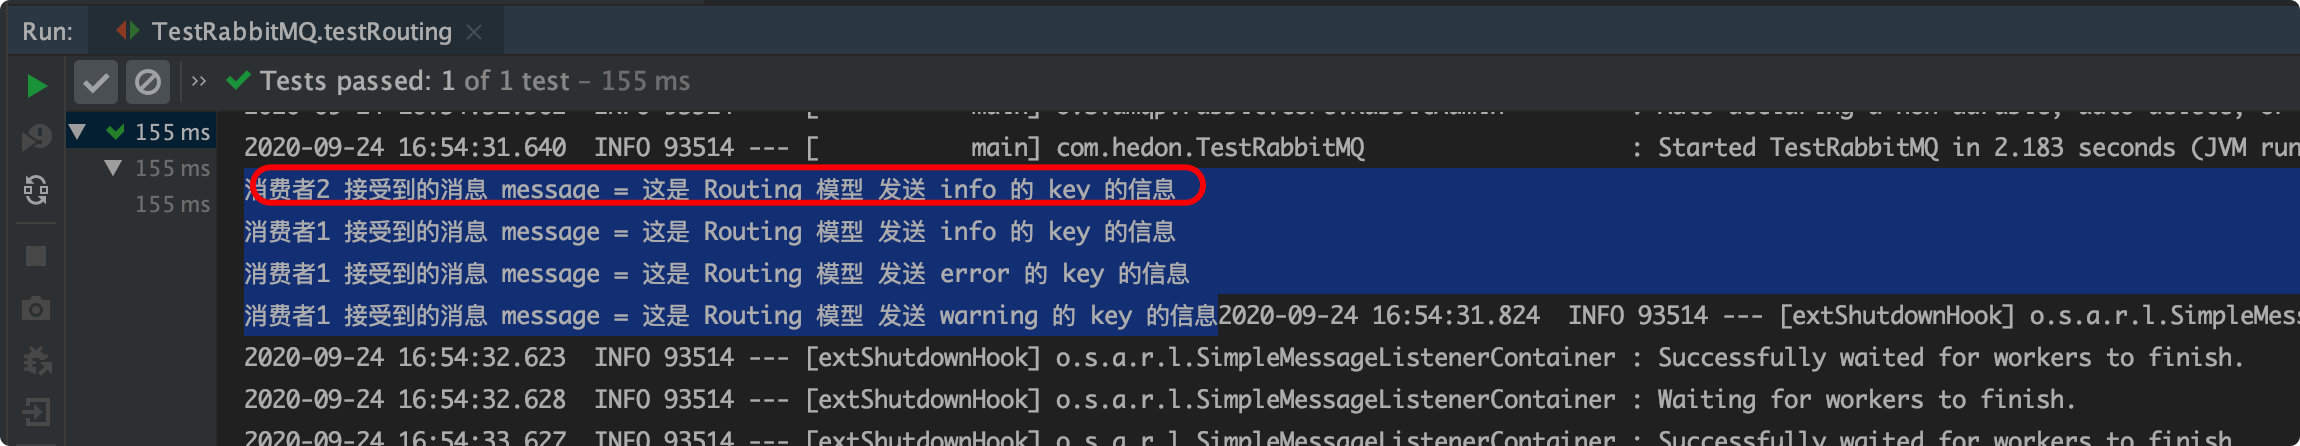 Run: TestRabbitMQ.testRouting
Tests passed: 1 of 1 test – 155 ms
155 ms
155 ms
155 ms
2020-09-24 16:54:31.640 INFO 93514 --- [ main] com.hedon.TestRabbitMQ : Started TestRabbitMQ in 2.183 seconds (JVM run
消费者2 接受到的消息 message = 这是 Routing 模型 发送 info 的 key 的信息
消费者1 接受到的消息 message = 这是 Routing 模型 发送 info 的 key 的信息
消费者1 接受到的消息 message = 这是 Routing 模型 发送 error 的 key 的信息
消费者1 接受到的消息 message = 这是 Routing 模型 发送 warning 的 key 的信息2020-09-24 16:54:31.824 INFO 93514 --- [extShutdownHook] o.s.a.r.l.SimpleMess
2020-09-24 16:54:32.623 INFO 93514 --- [extShutdownHook] o.s.a.r.l.SimpleMessageListenerContainer : Successfully waited for workers to finish.
2020-09-24 16:54:32.628 INFO 93514 --- [extShutdownHook] o.s.a.r.l.SimpleMessageListenerContainer : Waiting for workers to finish.
2020-09-24 16:54:33.627 INFO 93514 --- [extShutdownHook] o.s.a.r.l.SimpleMessageListenerContainer : Successfully waited for workers to finish